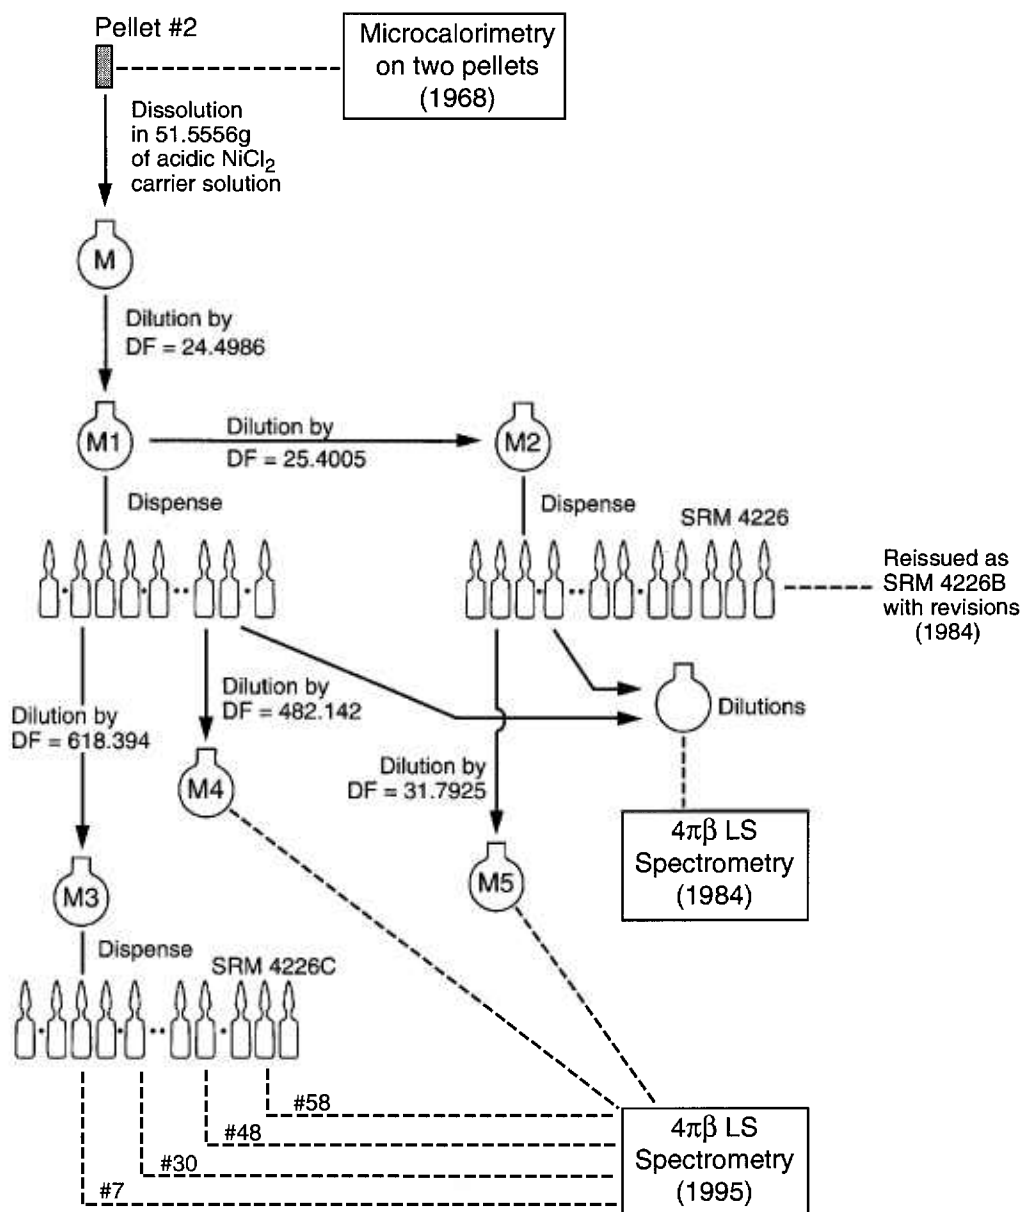 Pellet #2
Microcalorimetry
on two pellets
(1968)
Dissolution
in 51.5556g
of acidic NiCl2
carrier solution
M
Dilution by
DF = 24.4986
M1
Dilution by
DF = 25.4005
M2
Dispense
Dispense
SRM 4226
Reissued as
SRM 4226B
with revisions
(1984)
Dilution by
DF = 618.394
Dilution by
DF = 482.142
Dilutions
M4
Dilution by
DF = 31.7925
4πβ LS
Spectrometry
(1984)
M3
M5
Dispense
SRM 4226C
#58
#48
#30
#7
4πβ LS
Spectrometry
(1995)